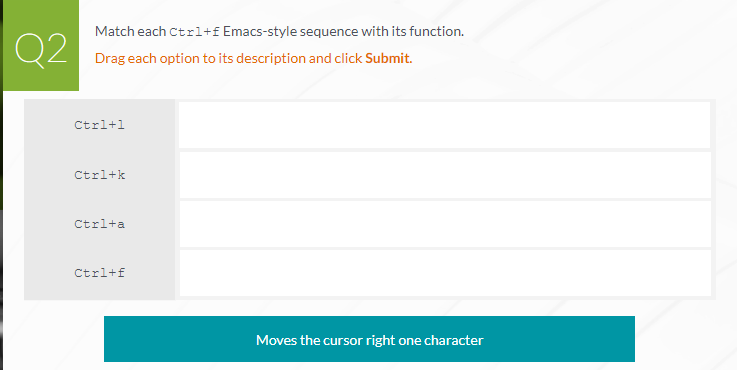 Q2
Match each Ctrl+f Emacs-style sequence with its function.
Drag each option to its description and click Submit.
Ctrl+l
Ctrl+k
Ctrl+a
Ctrl+f
Moves the cursor right one character